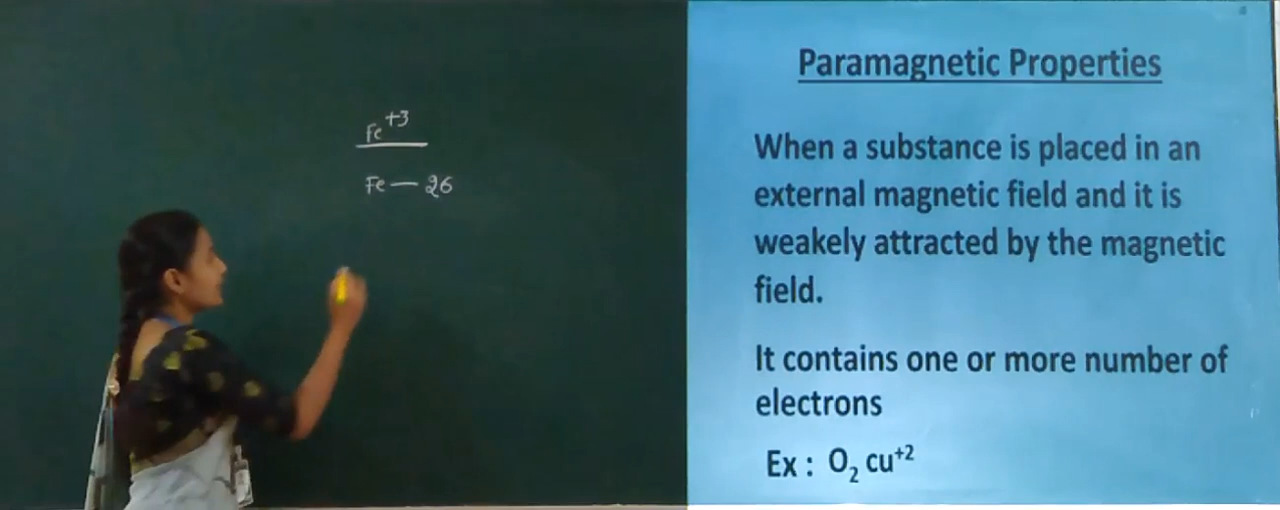 Fe+3
Fe — 26
Paramagnetic Properties
When a substance is placed in an
external magnetic field and it is
weakely attracted by the magnetic
field.
It contains one or more number of
electrons
Ex : O2 cu+2